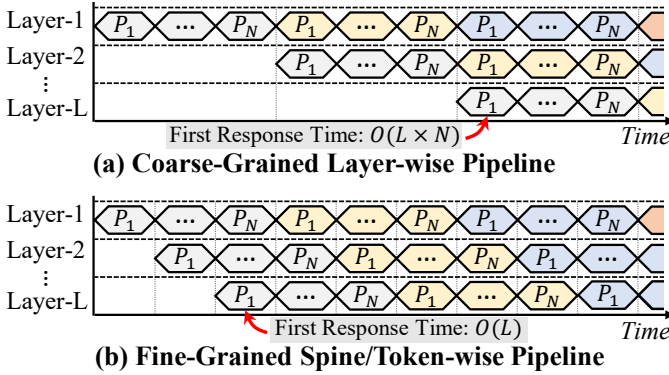 Layer-1 P1 ... PN P1 ... PN P1 ... PN
Layer-2 P1 ... PN P1 ... PN
⋮
Layer-L P1 ... PN
First Response Time: O(L × N)
Time
(a) Coarse-Grained Layer-wise Pipeline
Layer-1 P1 ... PN P1 ... PN P1 ... PN
Layer-2 P1 ... PN P1 ... PN P1 ...
⋮
Layer-L P1 ... PN P1 ... PN P1
First Response Time: O(L)
Time
(b) Fine-Grained Spine/Token-wise Pipeline